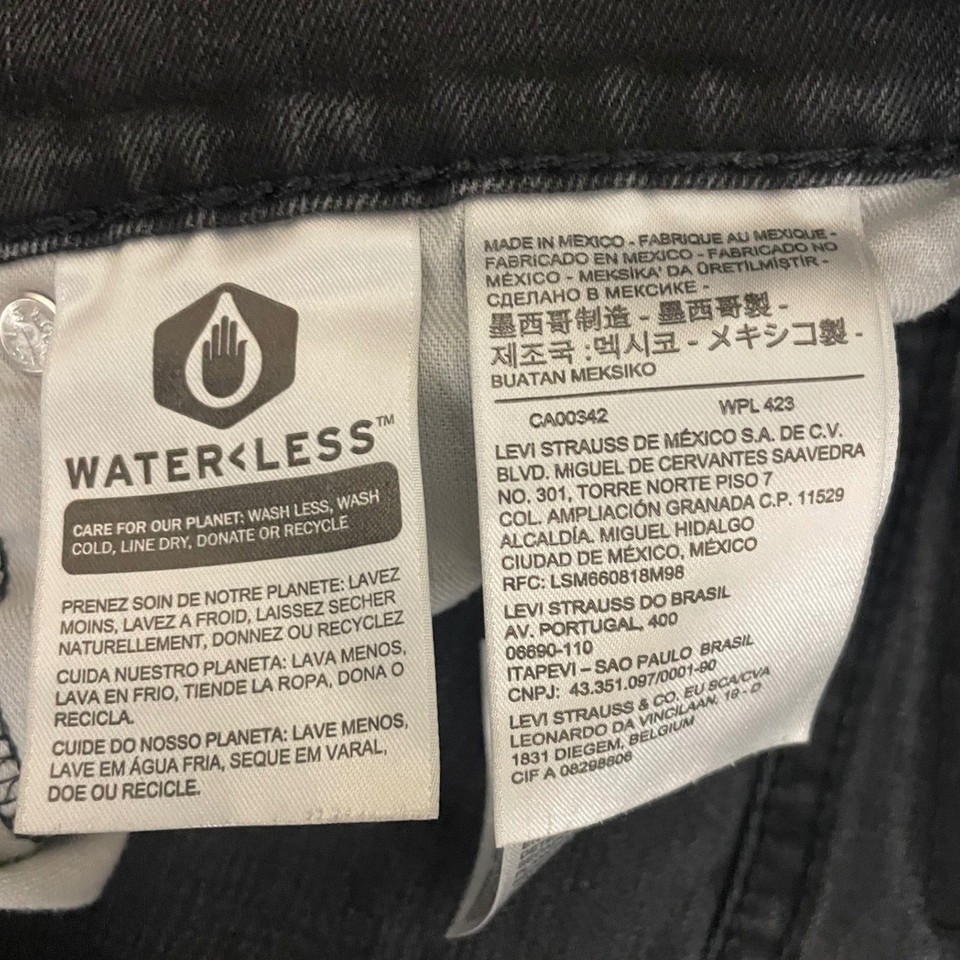 WATER<LESS™
CARE FOR OUR PLANET: WASH LESS, WASH
COLD, LINE DRY, DONATE OR RECYCLE
PRENEZ SOIN DE NOTRE PLANETE: LAVEZ
MOINS, LAVEZ A FROID, LAISSEZ SECHER
NATURELLEMENT, DONNEZ OU RECYCLEZ
CUIDA NUESTRO PLANETA: LAVA MENOS,
LAVA EN FRIO, TIENDE LA ROPA, DONA O
RECICLA.
CUIDE DO NOSSO PLANETA: LAVE MENOS,
LAVE EM ÁGUA FRIA, SEQUE EM VARAL,
DOE OU RECICLE.
MADE IN MEXICO - FABRIQUE AU MEXIQUE -
FABRICADO EN MEXICO - FABRICADO NO
MÉXICO - MEKSİKA' DA ÜRETİLMİŞTİR -
СДЕЛАНО В МЕКСИКЕ -
墨西哥制造 - 墨西哥製 -
제조국 :멕시코 - メキシコ製 -
BUATAN MEKSIKO
CA00342 WPL 423
LEVI STRAUSS DE MÉXICO S.A. DE C.V.
BLVD. MIGUEL DE CERVANTES SAAVEDRA
NO. 301, TORRE NORTE PISO 7
COL. AMPLIACIÓN GRANADA C.P. 11529
ALCALDÍA. MIGUEL HIDALGO
CIUDAD DE MÉXICO, MÉXICO
RFC: LSM660818M98
LEVI STRAUSS DO BRASIL
AV. PORTUGAL, 400
06690-110
ITAPEVI – SAO PAULO BRASIL
CNPJ: 43.351.097/0001-90
LEVI STRAUSS & CO. EU SCA/CVA
LEONARDO DA VINCILAAN, 19 - D
1831 DIEGEM, BELGIUM
CIF A 08298606